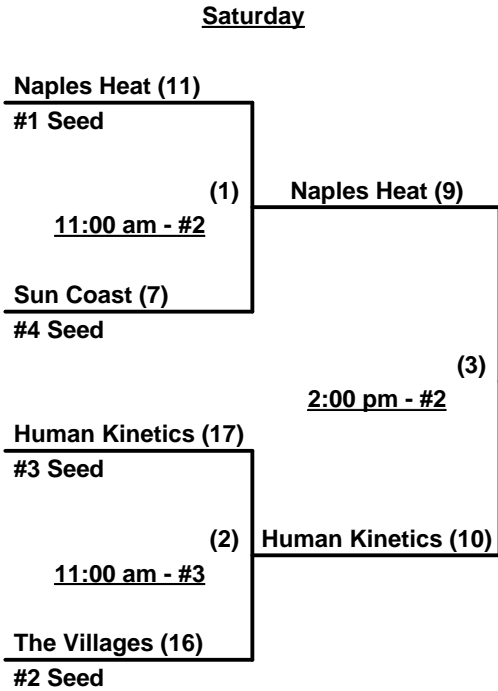 Saturday
Naples Heat (11)
#1 Seed
(1)
Naples Heat (9)
11:00 am - #2
Sun Coast (7)
#4 Seed
(3)
2:00 pm - #2
Human Kinetics (17)
#3 Seed
(2)
Human Kinetics (10)
11:00 am - #3
The Villages (16)
#2 Seed